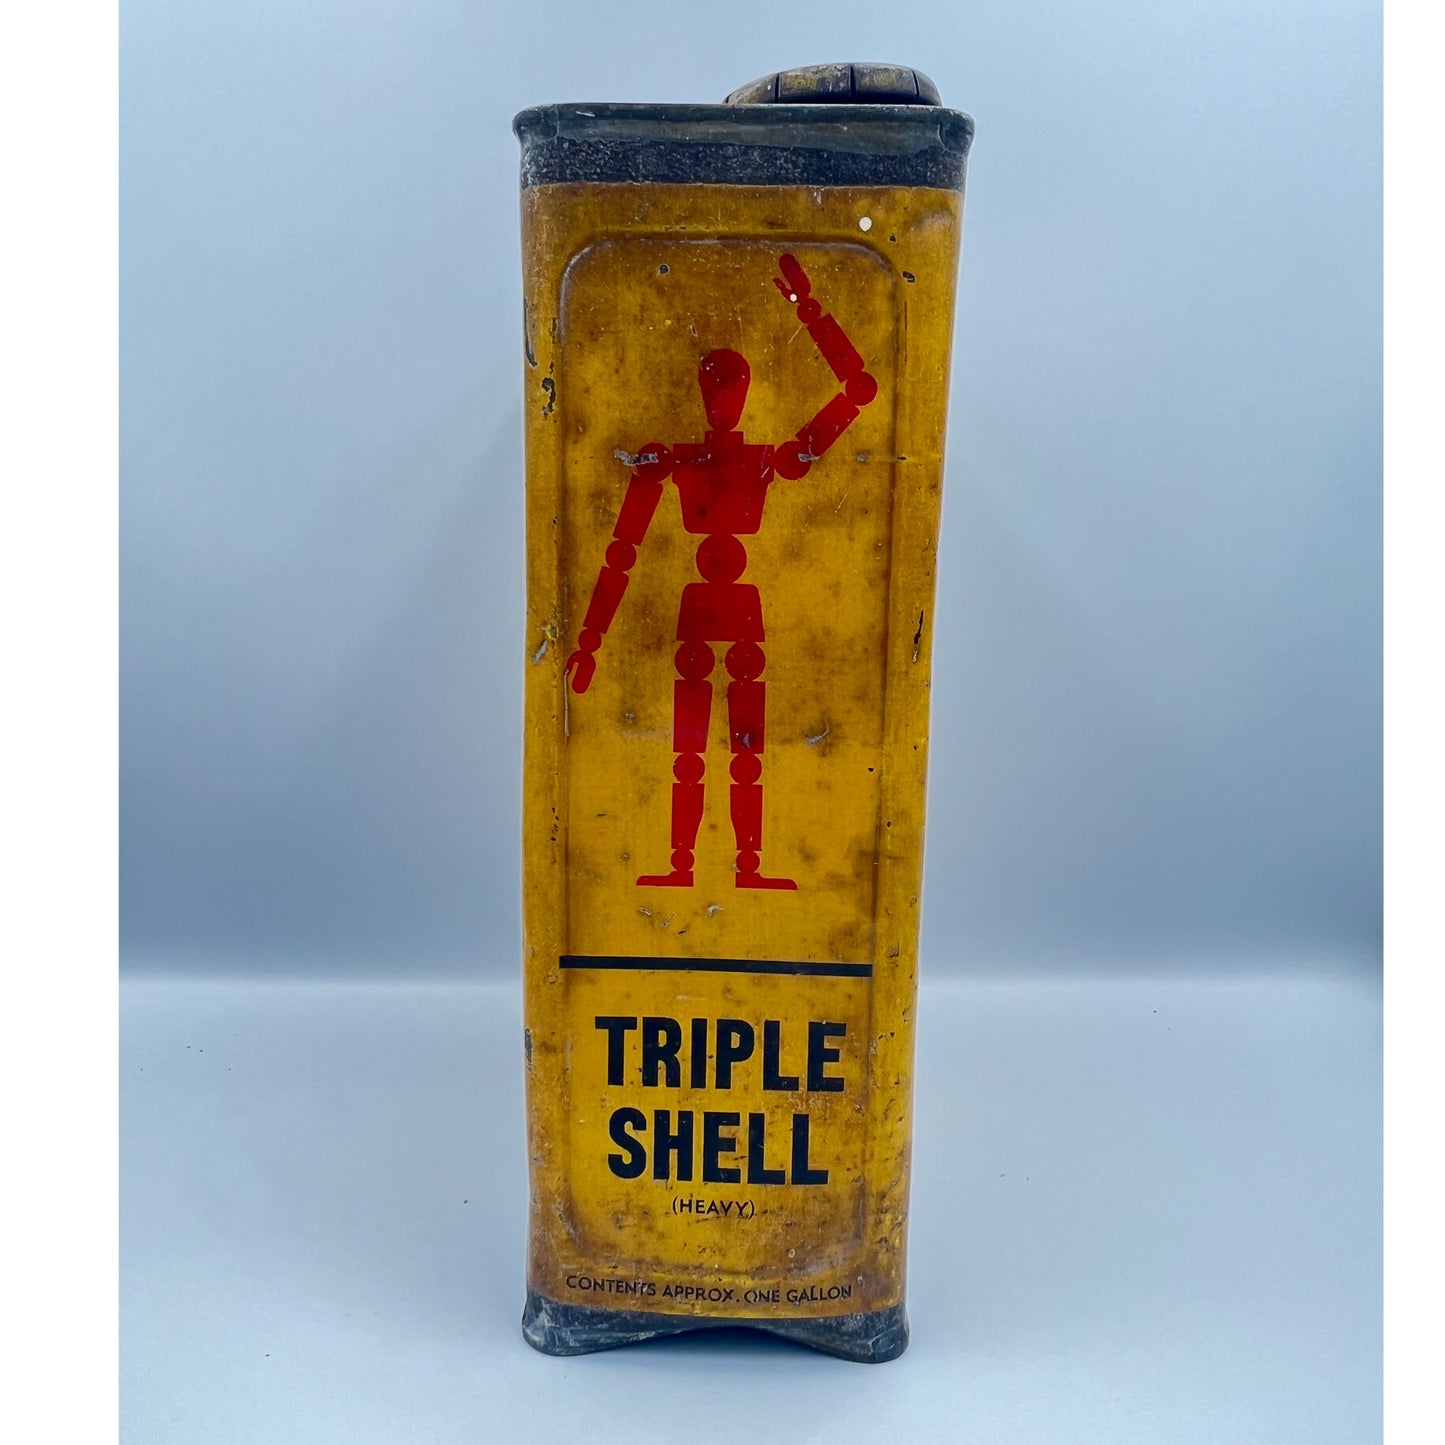 TRIPLE
SHELL
(HEAVY)
CONTENTS APPROX. ONE GALLON